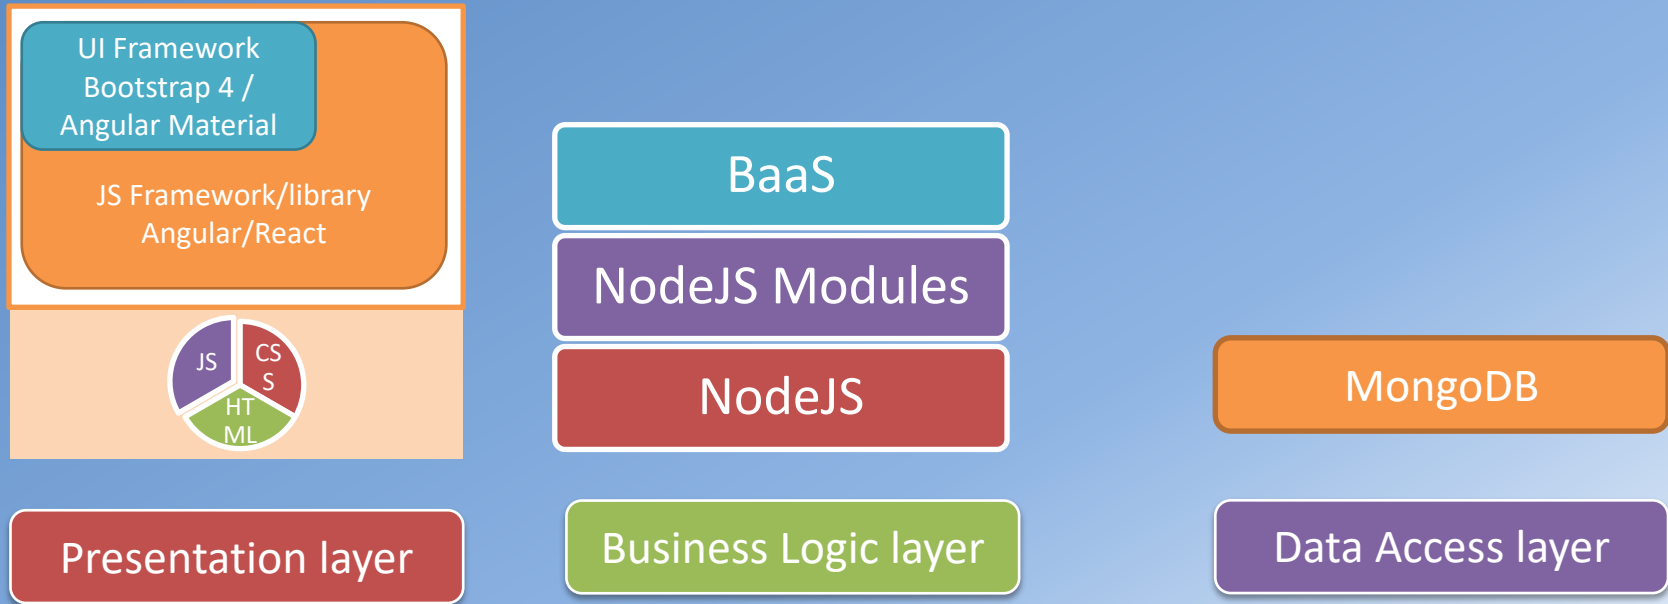 UI Framework
Bootstrap 4 /
Angular Material
JS Framework/library
Angular/React
JS
CS
S
HT
ML
Presentation layer
BaaS
NodeJS Modules
NodeJS
Business Logic layer
MongoDB
Data Access layer